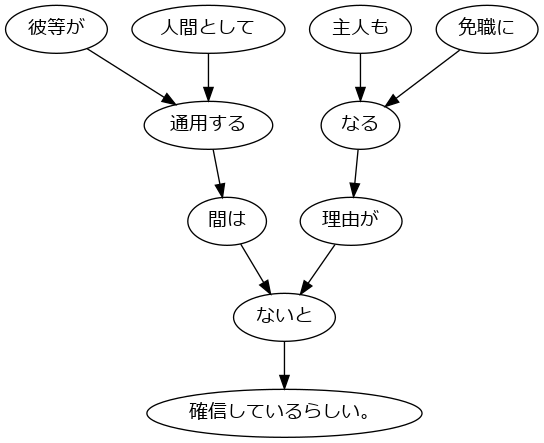 彼等が 人間として 主人も 免職に
通用する なる
間は 理由が
ないと
確信しているらしい。